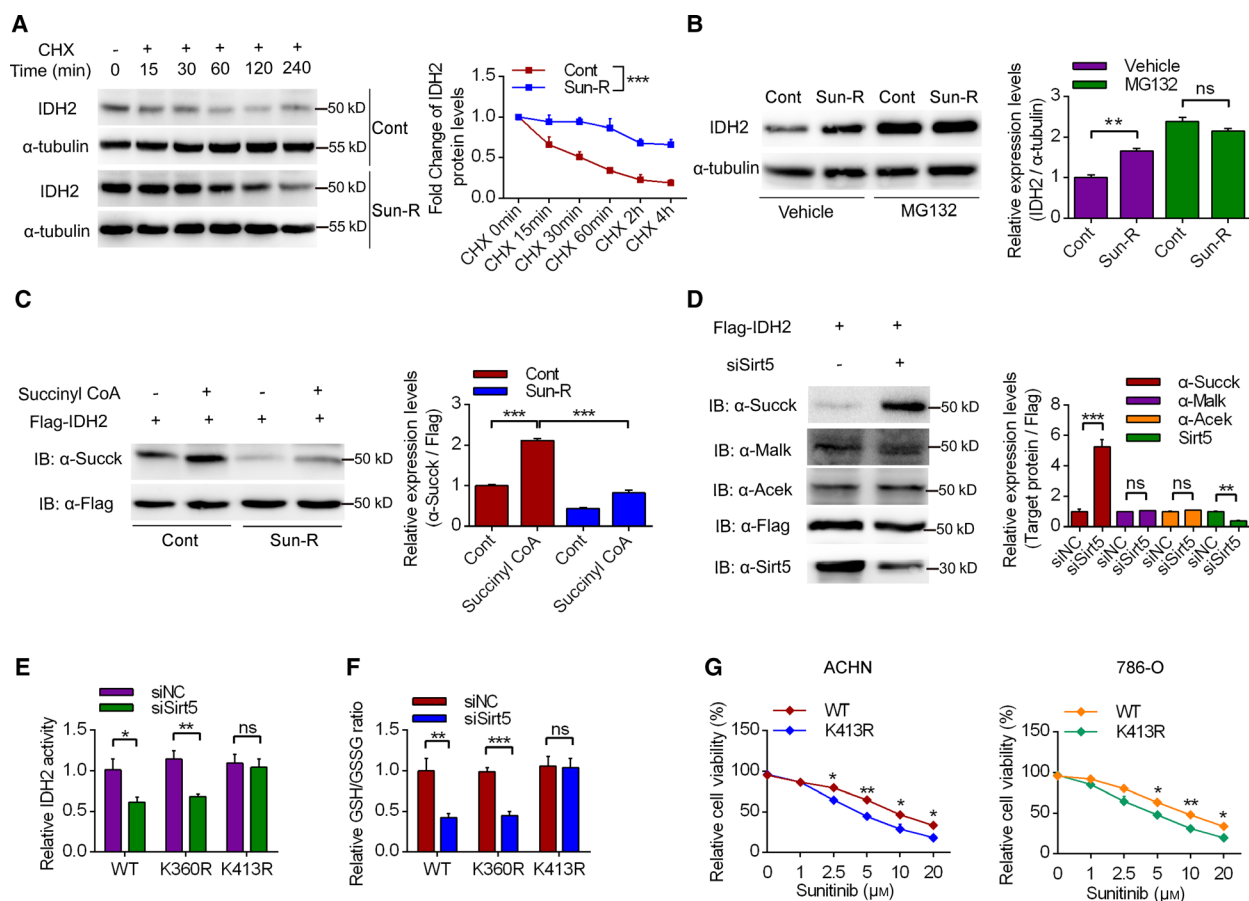 A
CHX - + + + + +
Time (min) 0 15 30 60 120 240
IDH2 50 kD
α-tubulin 55 kD
Cont
IDH2 50 kD
α-tubulin 55 kD
Sun-R
Cont
Sun-R
***
Fold Change of IDH2
protein levels
1.5
1.0
0.5
0.0
CHX 0min
CHX 15min
CHX 30min
CHX 60min
CHX 2h
CHX 4h
B
Cont Sun-R Cont Sun-R
IDH2 50 kD
α-tubulin 55 kD
Vehicle MG132
Vehicle
MG132
Relative expression levels
(IDH2 / α-tubulin)
3
2
1
0
** ns
Cont
Sun-R
Cont
Sun-R
C
Succinyl CoA - + - +
Flag-IDH2 + + + +
IB: α-Succk 50 kD
IB: α-Flag 50 kD
Cont Sun-R
Cont
Sun-R
Relative expression levels
(α-Succk / Flag)
3
2
1
0
*** ***
Cont
Succinyl CoA
Cont
Succinyl CoA
D
Flag-IDH2 + +
siSirt5 - +
IB: α-Succk 50 kD
IB: α-Malk 50 kD
IB: α-Acek 50 kD
IB: α-Flag 50 kD
IB: α-Sirt5 30 kD
α-Succk
α-Malk
α-Acek
Sirt5
Relative expression levels
(Target protein / Flag)
8
6
4
2
0
*** ns ns **
siNC
siSirt5
siNC
siSirt5
siNC
siSirt5
siNC
siSirt5
E
siNC
siSirt5
Relative IDH2 activity
1.5
1.0
0.5
0.0
* ** ns
WT K360R K413R
F
siNC
siSirt5
Relative GSH/GSSG ratio
1.5
1.0
0.5
0.0
** *** ns
WT K360R K413R
G
ACHN
WT
K413R
Relative cell viability (%)
150
100
50
0
* ** * *
0 1 2.5 5 10 20
Sunitinib (μM)
786-O
WT
K413R
Relative cell viability (%)
150
100
50
0
* ** *
0 1 2.5 5 10 20
Sunitinib (μM)